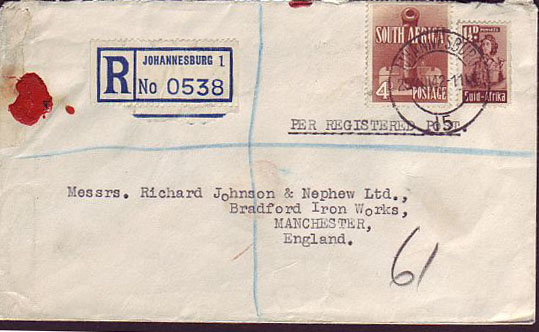 R
JOHANNESBURG 1
No 0538
SOUTH AFRICA
4
POSTAGE
Suid-Afrika
15
PER REGISTERED POST.
Messrs. Richard Johnson & Nephew Ltd.,
Bradford Iron Works,
MANCHESTER,
England.
61